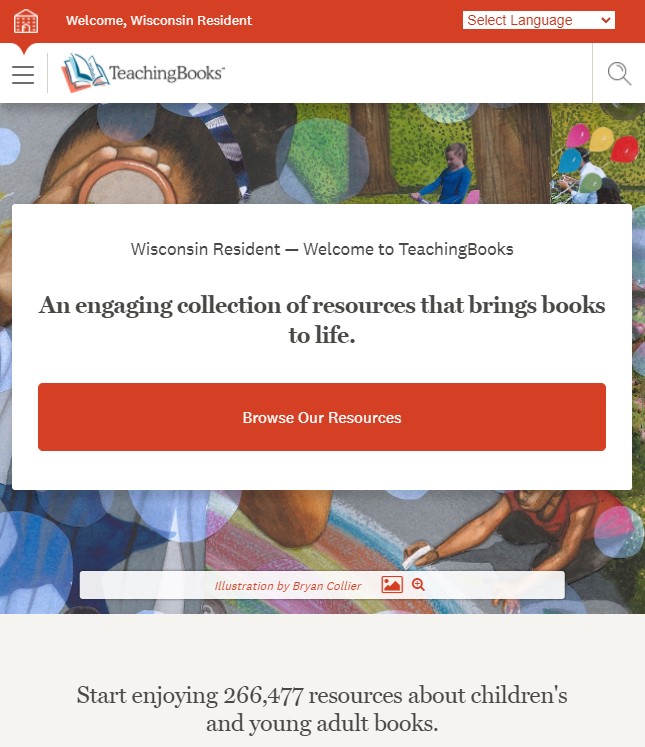 Welcome, Wisconsin Resident
Select Language
TeachingBooks™
Wisconsin Resident — Welcome to TeachingBooks
An engaging collection of resources that brings books
to life.
Browse Our Resources
Illustration by Bryan Collier
Start enjoying 266,477 resources about children's
and young adult books.